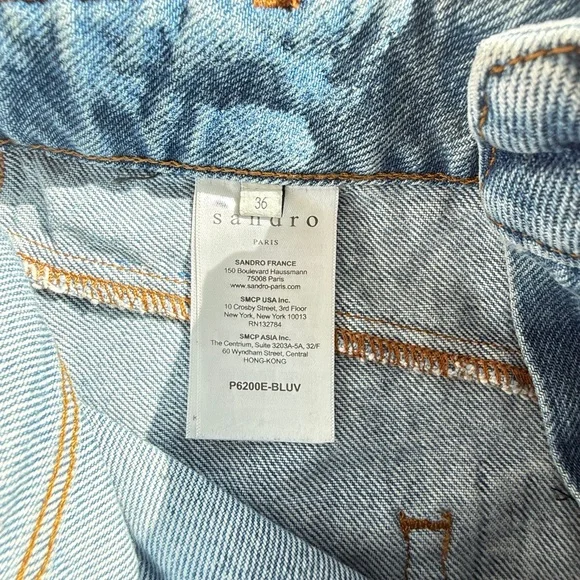 36
sandro
PARIS
SANDRO FRANCE
150 Boulevard Haussmann
75008 Paris
www.sandro-paris.com
SMCP USA Inc.
10 Crosby Street, 3rd Floor
New York, New York 10013
RN132784
SMCP ASIA Inc.
The Centrium, Suite 3203A-5A, 32/F
60 Wyndham Street, Central
HONG-KONG
P6200E-BLUV